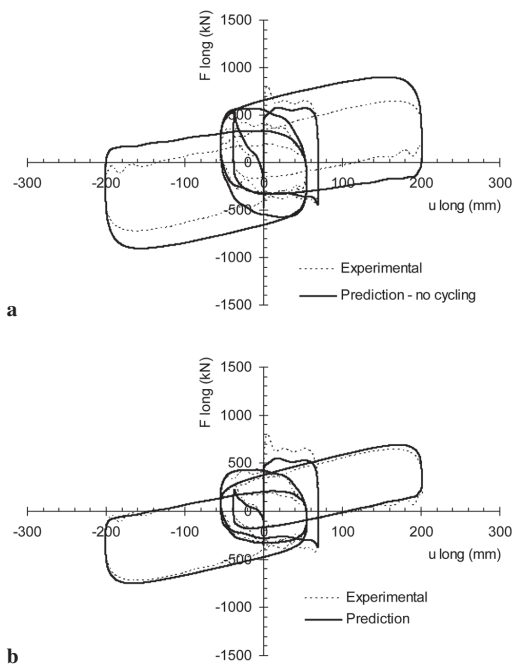 1500
F long (kN)
1000
500
0
-300 -200 -100 0 100 200 300
u long (mm)
-500
-1000
-1500
Experimental
Prediction - no cycling
a
1500
F long (kN)
1000
500
0
-300 -200 -100 0 100 200 300
u long (mm)
-500
-1000
-1500
Experimental
Prediction
b